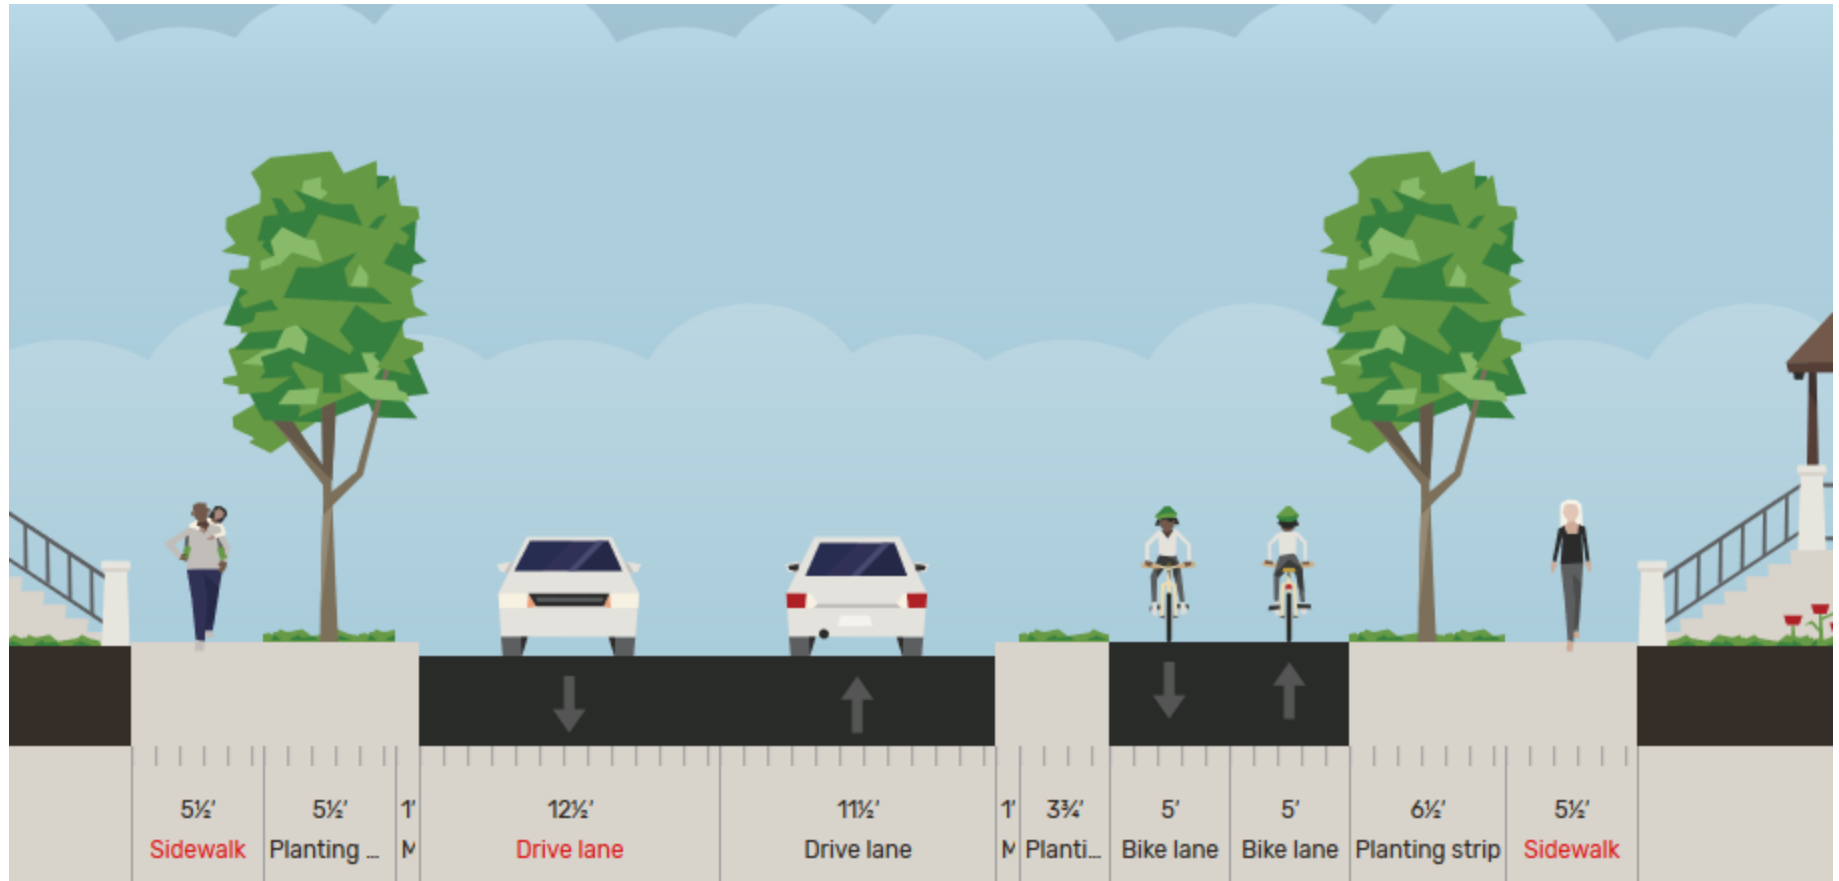 5½' 5½' 1' 12½' 11½' 1' 3¾' 5' 5' 6½' 5½'
Sidewalk Planting ... M Drive lane Drive lane M Planti... Bike lane Bike lane Planting strip Sidewalk